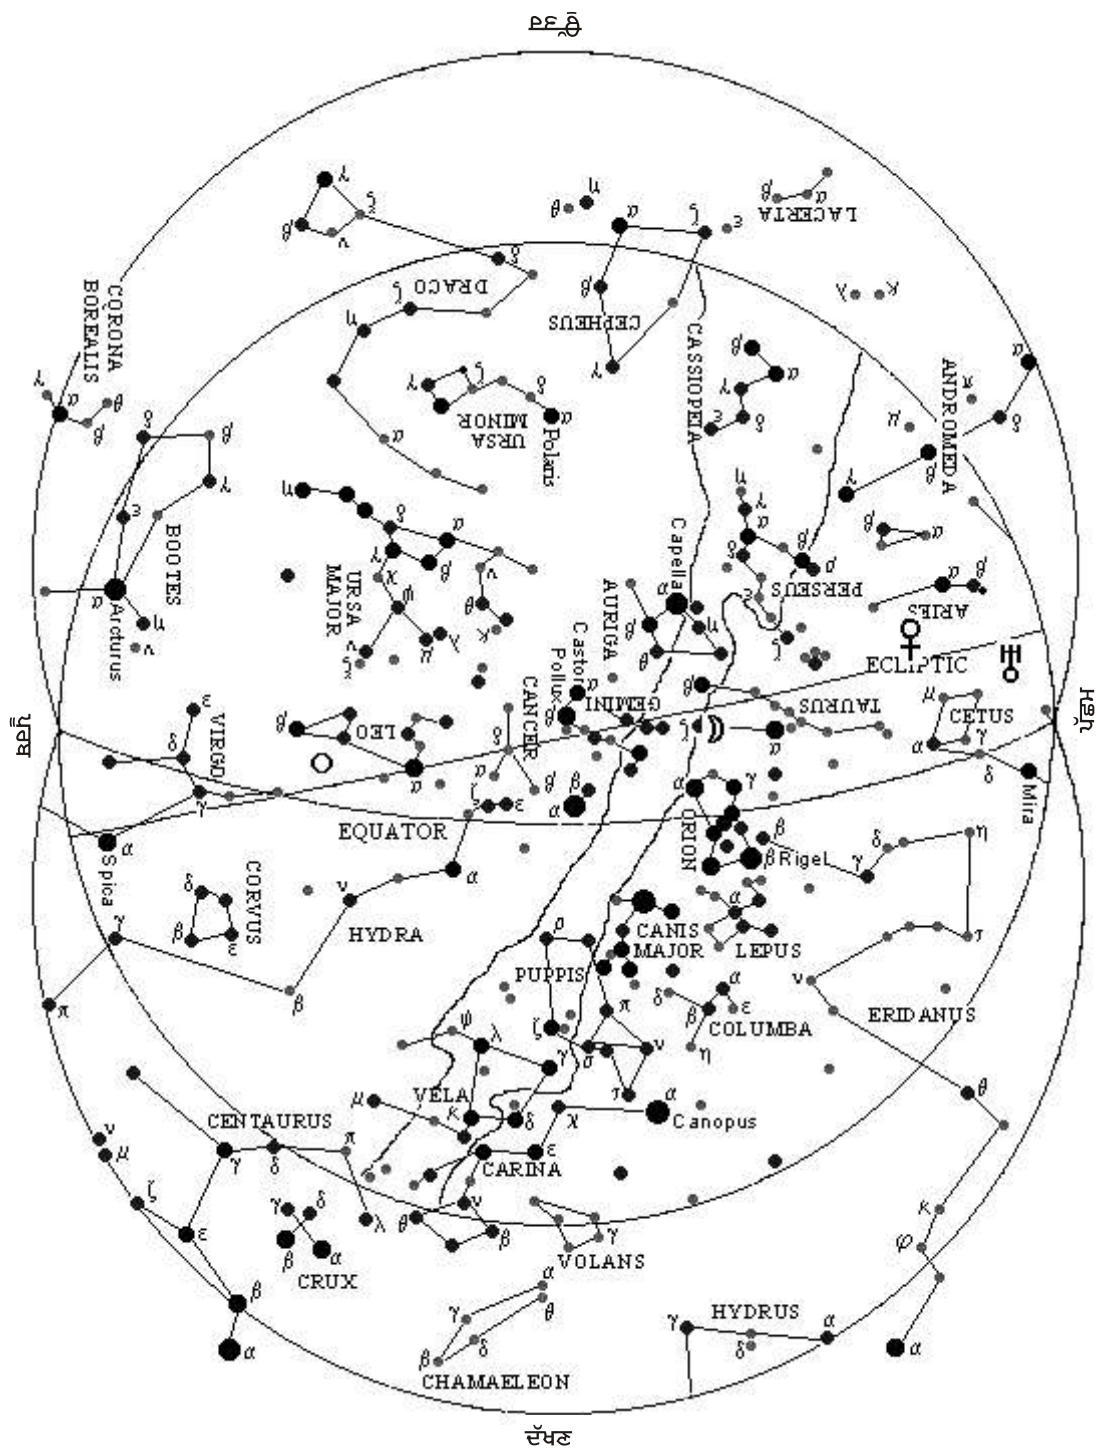 ਉੱਤਰ
LACERTA
β α
γ
β ν ξ
θ η
α ζ ε
β
γ
CEPHEUS
DRACO
δ
ζ
η
α
κ λ
CORONA
BOREALIS
γ α β θ
CASSIOPEIA
β
α
γ
δ
ε
ANDROMEDA
α
π
δ
μ
β
γ
URSA
MINOR
γ ζ δ α
Polaris
BOOTES
δ β γ ε
α η ν
Arcturus
URSA
MAJOR
η δ α γ β χ ψ ν θ κ λ μ ξ
Capella
α
AURIGA
β η θ
PERSEUS
η γ α δ β ρ ε ζ
β α
ARIES
α β
ECLIPTIC
Castor
Pollux
α
β
GEMINI
CANCER
δ α β
LEO
β α
VIRGO
ε δ γ
α
Spica
TAURUS
β ζ α
CETUS
μ α γ δ
Mira
ਪੂਰਬ
ਪੱਛਮ
EQUATOR
β
α
ORION
α γ
β Rigel
ζ ε
α
ν
HYDRA
γ
β
π
CORVUS
δ β ε
CANIS
MAJOR
LEPUS
α
ERIDANUS
β γ δ η τ ν θ κ φ α
PUPPIS
ρ ζ π σ ν τ
COLUMBA
δ α β ε η
VELA
ψ λ γ μ κ δ
α
Canopus
χ
CARINA
ε ν θ β
CENTAURUS
γ δ π λ ν μ ζ ε β α
CRUX
γ δ β α
VOLANS
γ
CHAMAELEON
α θ γ δ β
HYDRUS
γ δ α
ਦੱਖਣ